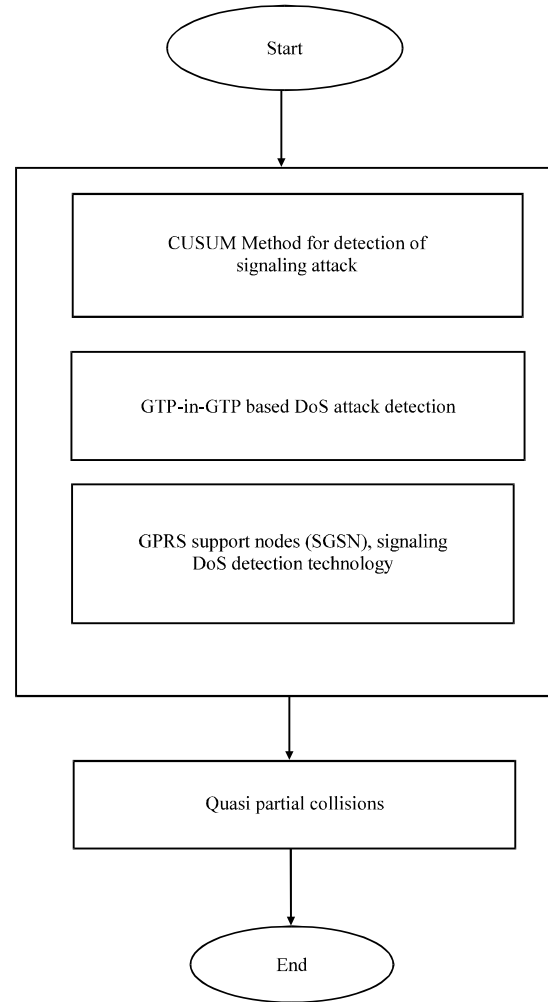 Start
CUSUM Method for detection of
signaling attack
GTP-in-GTP based DoS attack detection
GPRS support nodes (SGSN), signaling
DoS detection technology
Quasi partial collisions
End